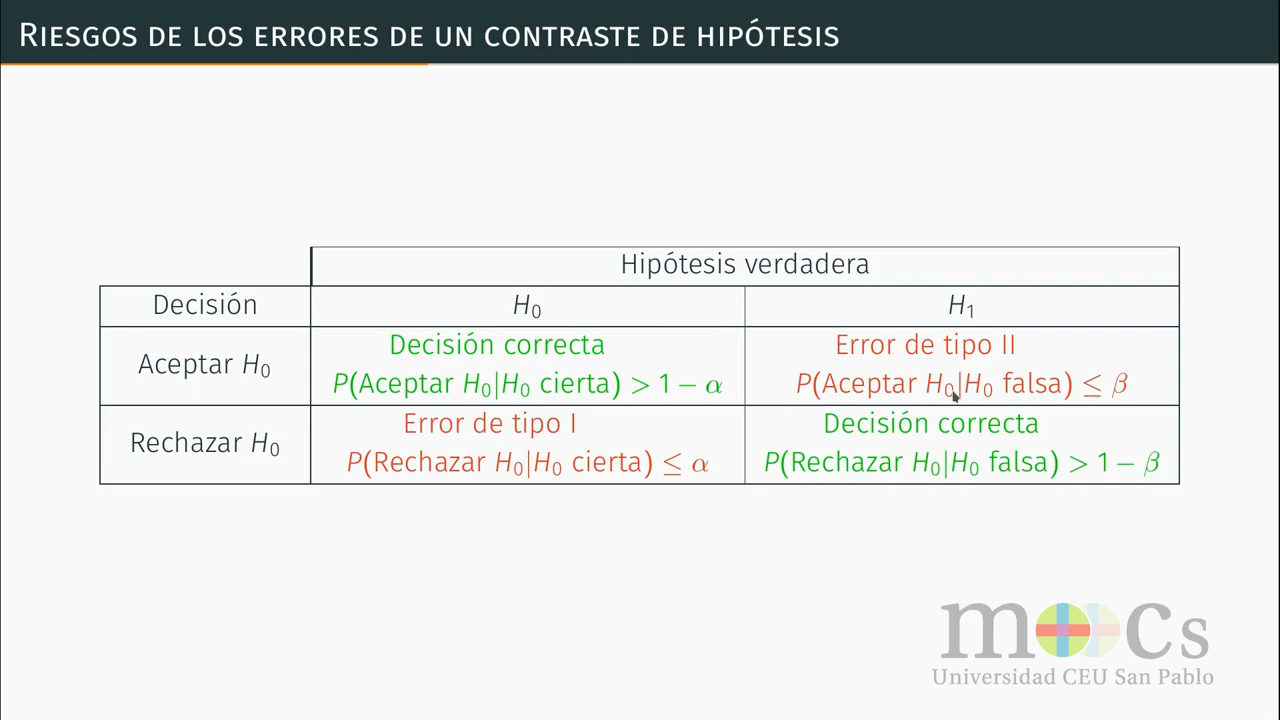 RIESGOS DE LOS ERRORES DE UN CONTRASTE DE HIPÓTESIS
Hipótesis verdadera
Decisión H₀ H₁
Aceptar H₀
Decisión correcta
P(Aceptar H₀|H₀ cierta) > 1 − α
Error de tipo II
P(Aceptar H₀|H₀ falsa) ≤ β
Rechazar H₀
Error de tipo I
P(Rechazar H₀|H₀ cierta) ≤ α
Decisión correcta
P(Rechazar H₀|H₀ falsa) > 1 − β
moocs
Universidad CEU San Pablo